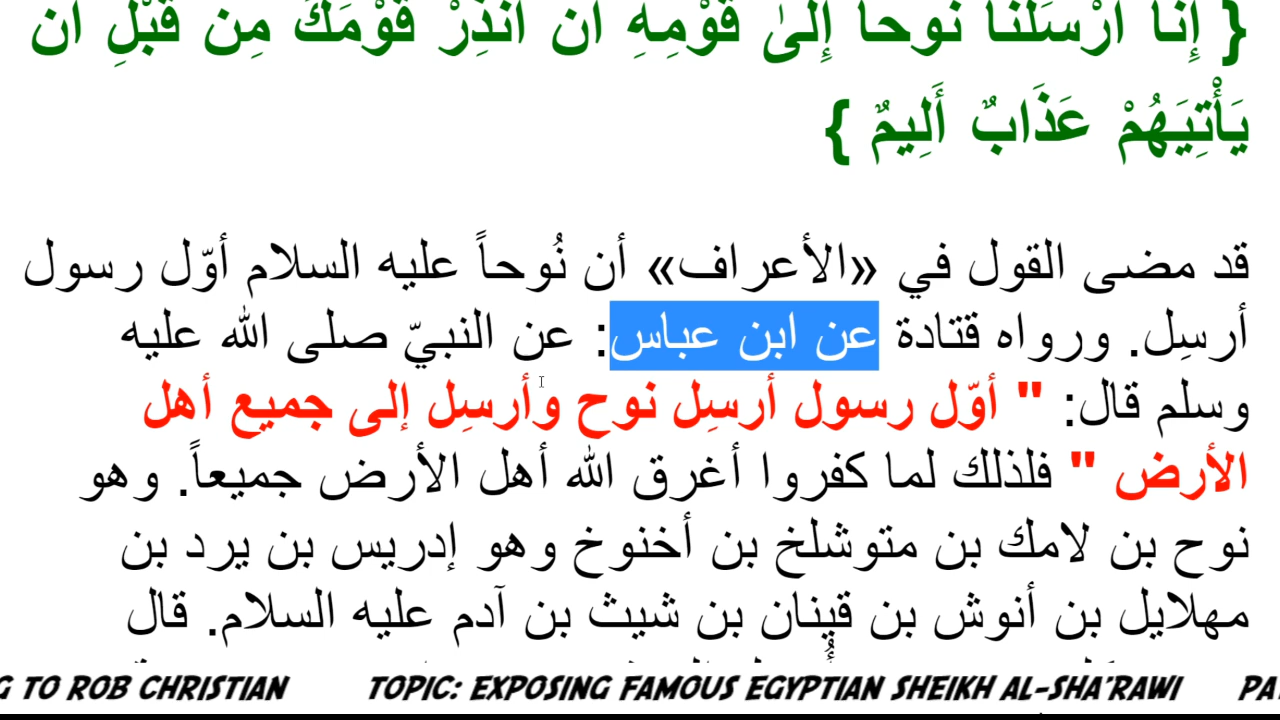 { إِنَّا أَرْسَلْنَا نُوحاً إِلَىٰ قَوْمِهِ أَنْ أَنذِرْ قَوْمَكَ مِن قَبْلِ أَن
يَأْتِيَهُمْ عَذَابٌ أَلِيمٌ }
قد مضى القول في «الأعراف» أن نُوحاً عليه السلام أوّل رسول
أرسِل. ورواه قتادة عن ابن عباس: عن النبيّ صلى الله عليه
وسلم قال: " أوّل رسول أرسِل نوح وأرسِل إلى جميع أهل
الأرض " فلذلك لما كفروا أغرق الله أهل الأرض جميعاً. وهو
نوح بن لامك بن متوشلخ بن أخنوخ وهو إدريس بن يرد بن
مهلايل بن أنوش بن قينان بن شيث بن آدم عليه السلام. قال
G TO ROB CHRISTIAN TOPIC: EXPOSING FAMOUS EGYPTIAN SHEIKH AL-SHA'RAWI PA